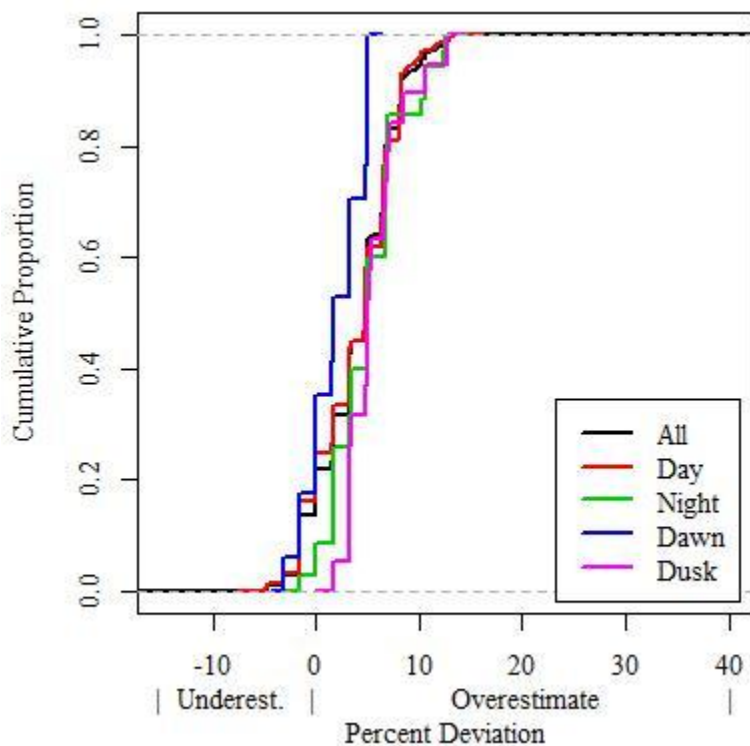 1.0
0.8
0.6
0.4
0.2
0.0
Cumulative Proportion
All
Day
Night
Dawn
Dusk
-10 0 10 20 30 40
| Underest. | Overestimate |
Percent Deviation